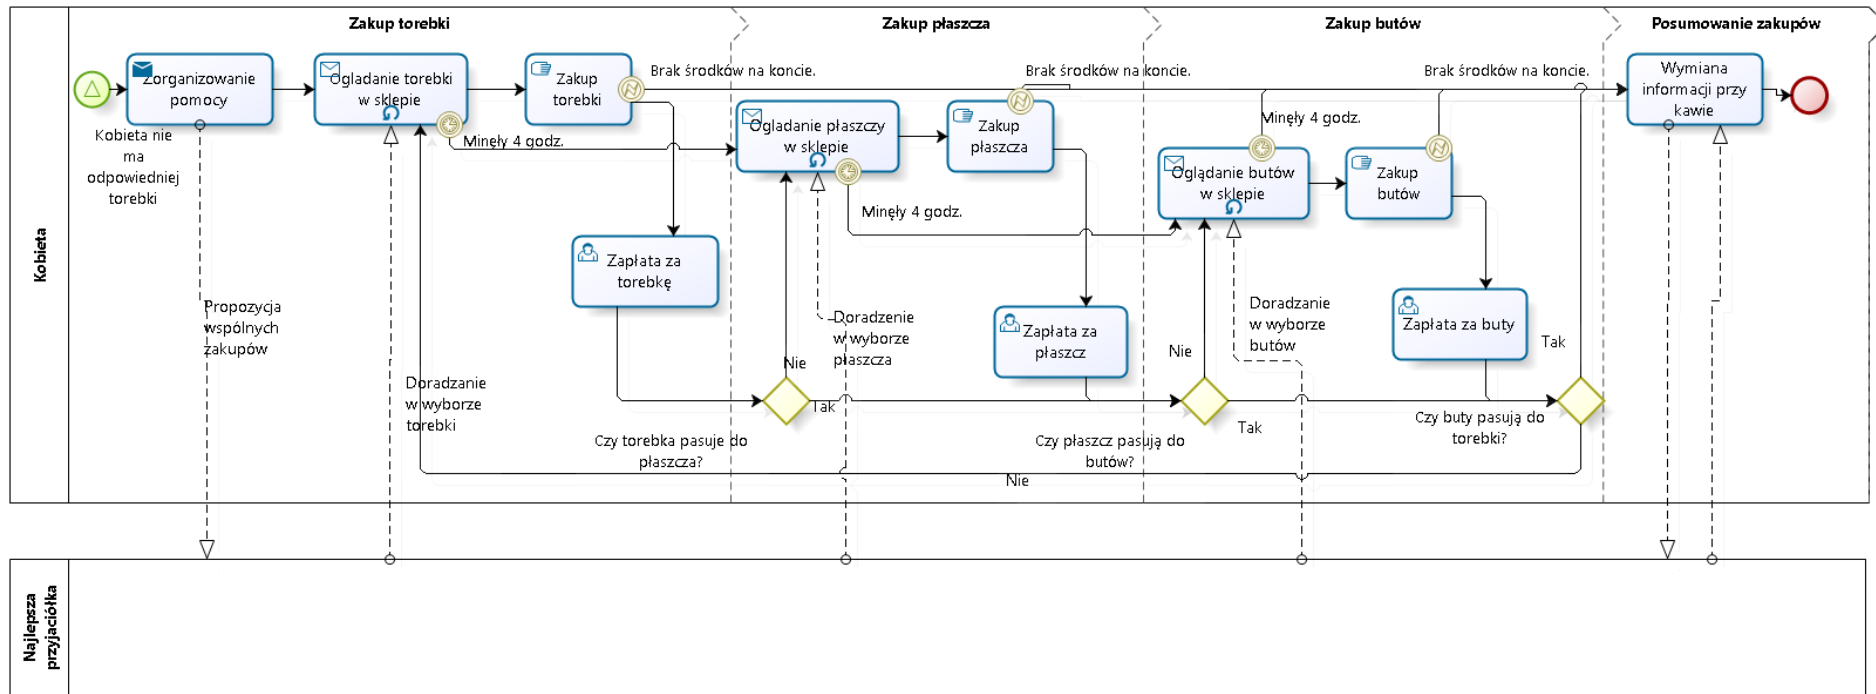 Zakup torebki
Zakup płaszcza
Zakup butów
Posumowanie zakupów
Kobieta
Kobieta nie
ma
odpowiedniej
torebki
Zorganizowanie
pomocy
Ogladanie torebki
w sklepie
Zakup
torebki
Brak środków na koncie.
Minęły 4 godz.
Zapłata za
torebkę
Propozycja
wspólnych
zakupów
Doradzanie
w wyborze
torebki
Czy torebka pasuje do
płaszcza?
Nie
Tak
Ogladanie płaszczy
w sklepie
Zakup
płaszcza
Brak środków na koncie.
Minęły 4 godz.
Doradzenie
w wyborze
płaszcza
Zapłata za
płaszcz
Czy płaszcz pasują do
butów?
Nie
Tak
Oglądanie butów
w sklepie
Minęły 4 godz.
Zakup
butów
Brak środków na koncie.
Doradzanie
w wyborze
butów
Zapłata za buty
Czy buty pasują do
torebki?
Tak
Nie
Wymiana
informacji przy
kawie
Najlepsza
przyjaciółka